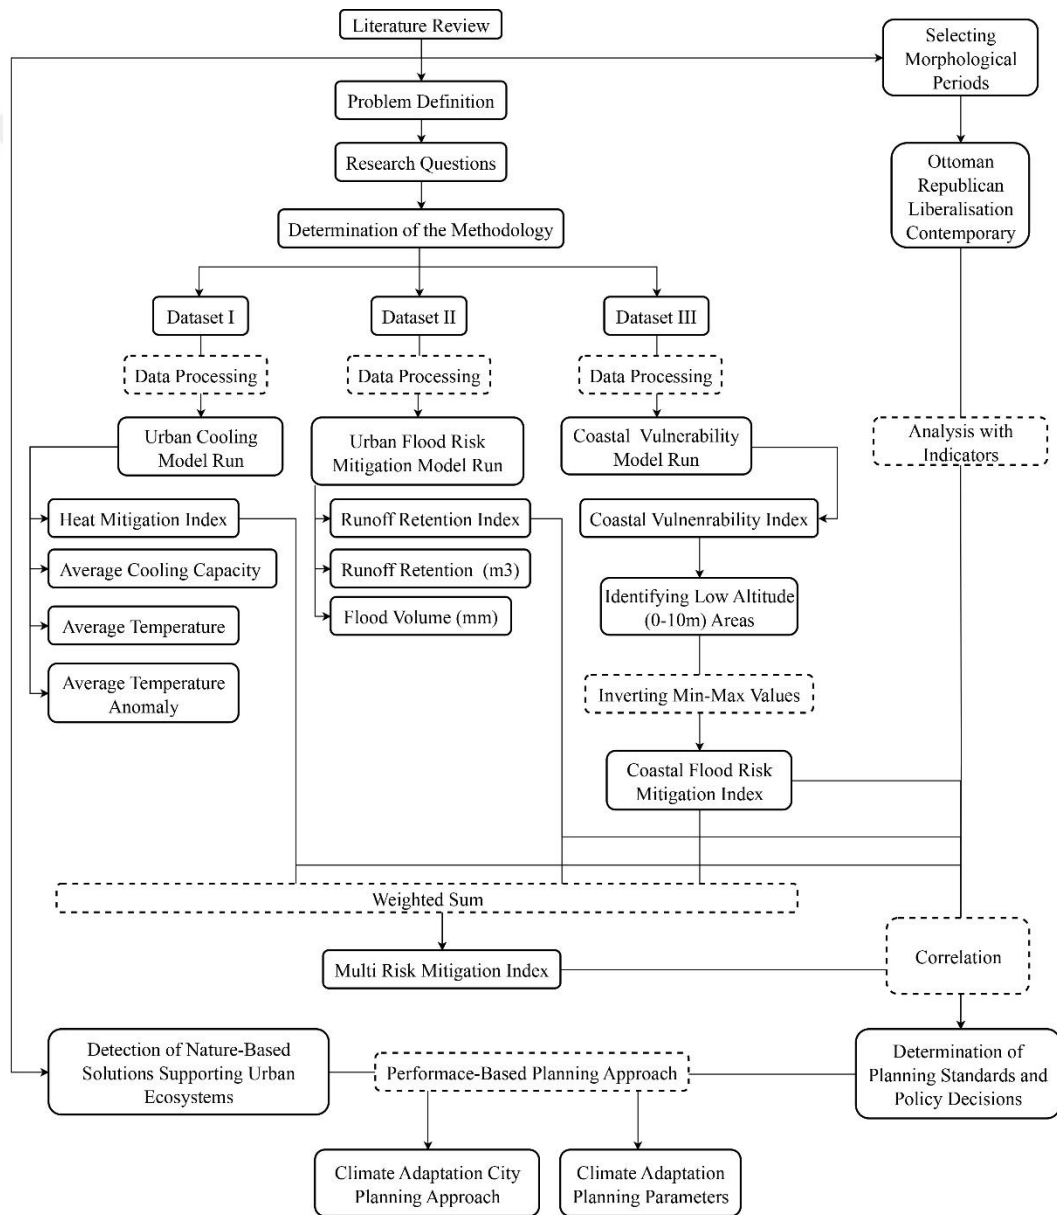 Literature Review
Selecting
Morphological
Periods
Problem Definition
Research Questions
Ottoman
Republican
Liberalisation
Contemporary
Determination of the Methodology
Dataset I
Dataset II
Dataset III
Data Processing
Data Processing
Data Processing
Urban Cooling
Model Run
Urban Flood Risk
Mitigation Model Run
Coastal Vulnerability
Model Run
Analysis with
Indicators
Heat Mitigation Index
Runoff Retention Index
Coastal Vulnenrability Index
Average Cooling Capacity
Runoff Retention (m3)
Identifying Low Altitude
(0-10m) Areas
Average Temperature
Flood Volume (mm)
Average Temperature
Anomaly
Inverting Min-Max Values
Coastal Flood Risk
Mitigation Index
Weighted Sum
Multi Risk Mitigation Index
Correlation
Detection of Nature-Based
Solutions Supporting Urban
Ecosystems
Performace-Based Planning Approach
Determination of
Planning Standards and
Policy Decisions
Climate Adaptation City
Planning Approach
Climate Adaptation
Planning Parameters